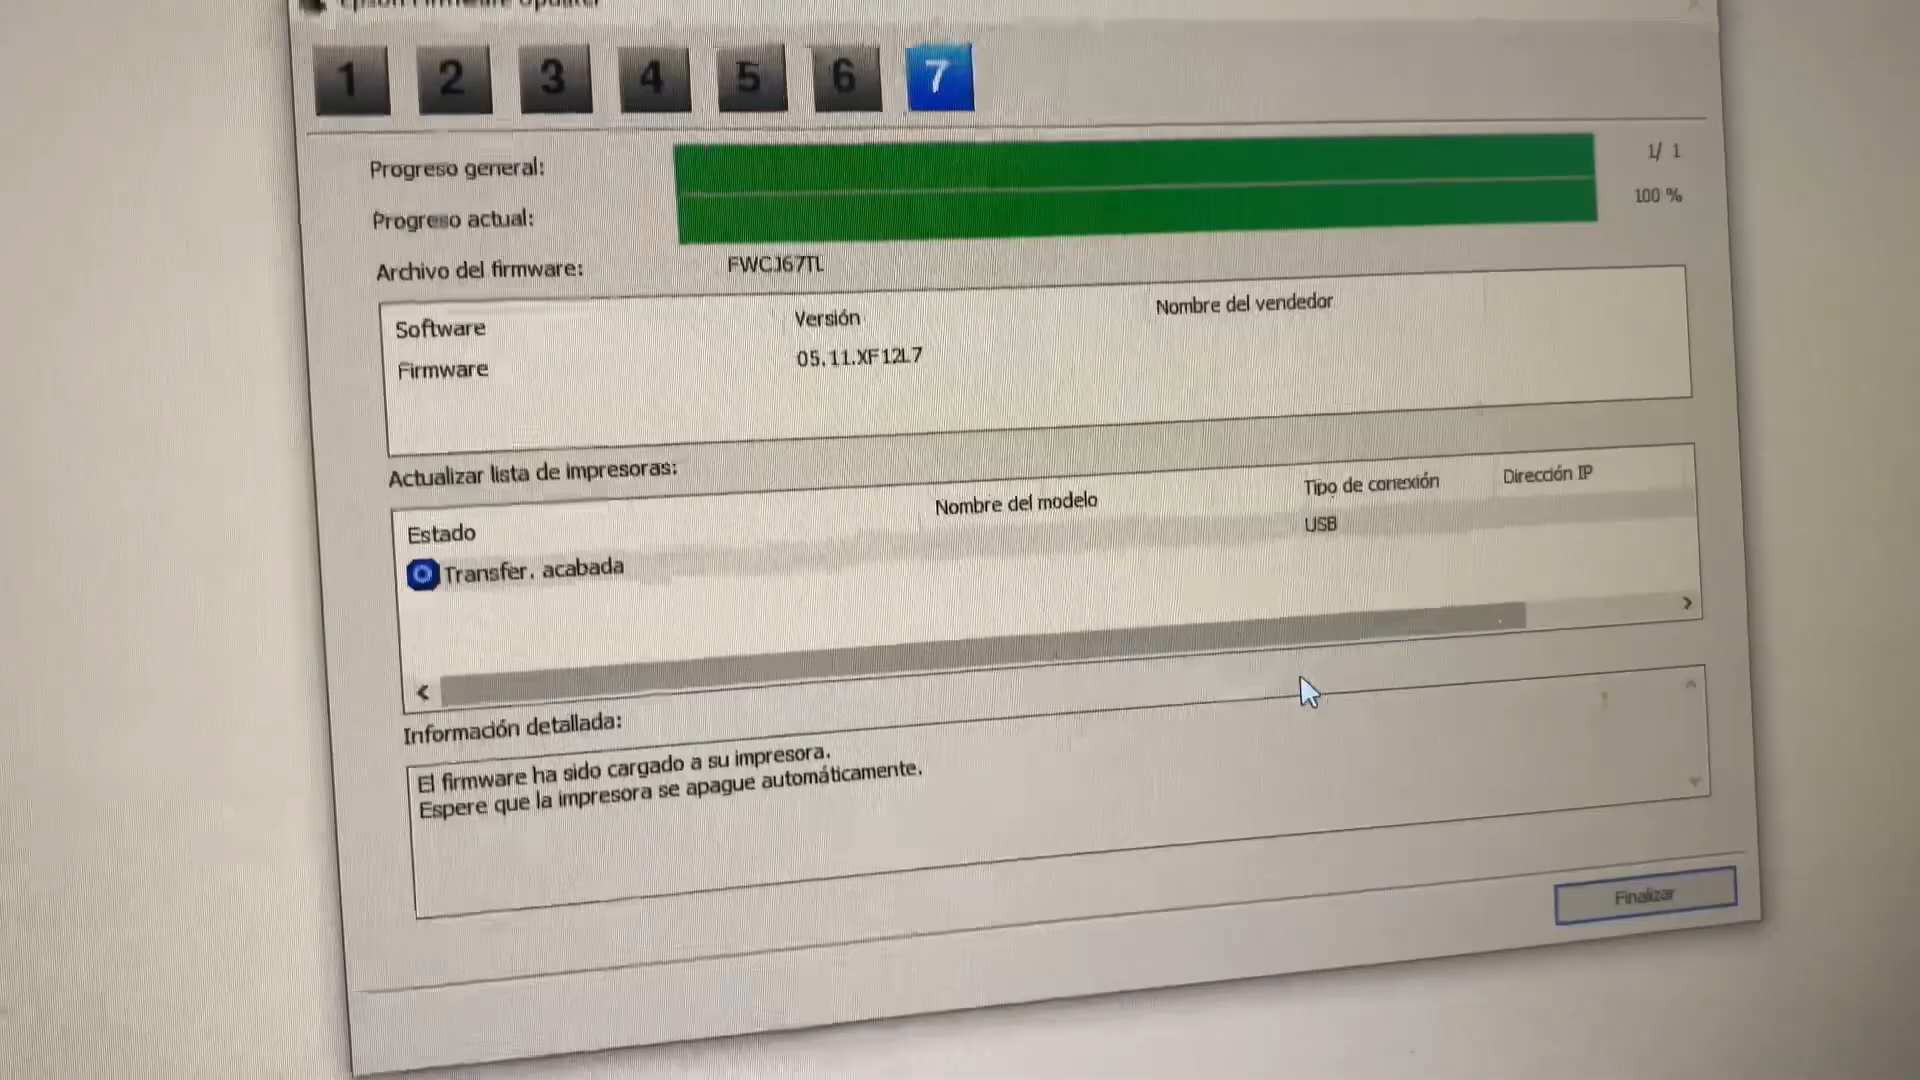 Epson Firmware Updater
1 2 3 4 5 6 7
Progreso general:
1/ 1
Progreso actual:
100 %
Archivo del firmware:
FWCJ67TL
Software
Versión
Nombre del vendedor
Firmware
05.11.XF12L7
Actualizar lista de impresoras:
Estado
Nombre del modelo
Tipo de conexión
Dirección IP
Transfer. acabada
USB
Información detallada:
El firmware ha sido cargado a su impresora.
Espere que la impresora se apague automáticamente.
Finalizar